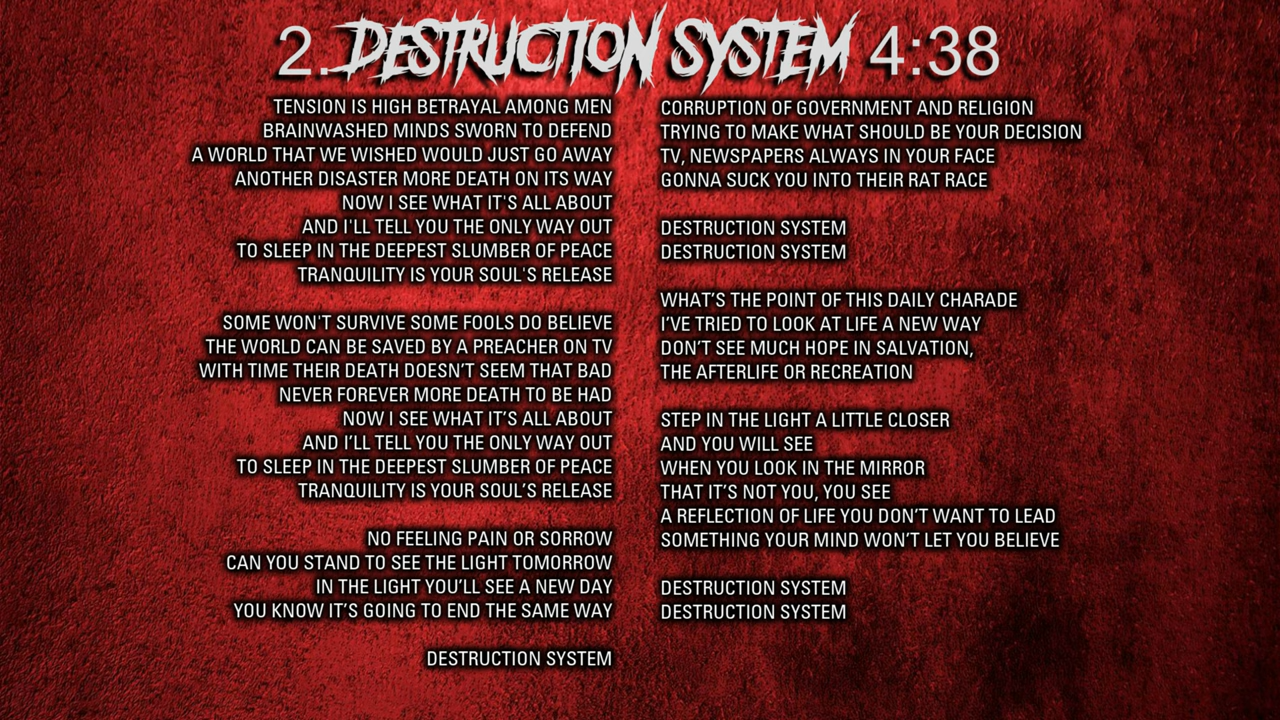 2. DESTRUCTION SYSTEM 4:38
TENSION IS HIGH BETRAYAL AMONG MEN
BRAINWASHED MINDS SWORN TO DEFEND
A WORLD THAT WE WISHED WOULD JUST GO AWAY
ANOTHER DISASTER MORE DEATH ON ITS WAY
NOW I SEE WHAT IT'S ALL ABOUT
AND I'LL TELL YOU THE ONLY WAY OUT
TO SLEEP IN THE DEEPEST SLUMBER OF PEACE
TRANQUILITY IS YOUR SOUL'S RELEASE
SOME WON'T SURVIVE SOME FOOLS DO BELIEVE
THE WORLD CAN BE SAVED BY A PREACHER ON TV
WITH TIME THEIR DEATH DOESN’T SEEM THAT BAD
NEVER FOREVER MORE DEATH TO BE HAD
NOW I SEE WHAT IT’S ALL ABOUT
AND I’LL TELL YOU THE ONLY WAY OUT
TO SLEEP IN THE DEEPEST SLUMBER OF PEACE
TRANQUILITY IS YOUR SOUL’S RELEASE
NO FEELING PAIN OR SORROW
CAN YOU STAND TO SEE THE LIGHT TOMORROW
IN THE LIGHT YOU’LL SEE A NEW DAY
YOU KNOW IT’S GOING TO END THE SAME WAY
DESTRUCTION SYSTEM
CORRUPTION OF GOVERNMENT AND RELIGION
TRYING TO MAKE WHAT SHOULD BE YOUR DECISION
TV, NEWSPAPERS ALWAYS IN YOUR FACE
GONNA SUCK YOU INTO THEIR RAT RACE
DESTRUCTION SYSTEM
DESTRUCTION SYSTEM
WHAT’S THE POINT OF THIS DAILY CHARADE
I’VE TRIED TO LOOK AT LIFE A NEW WAY
DON’T SEE MUCH HOPE IN SALVATION,
THE AFTERLIFE OR RECREATION
STEP IN THE LIGHT A LITTLE CLOSER
AND YOU WILL SEE
WHEN YOU LOOK IN THE MIRROR
THAT IT’S NOT YOU, YOU SEE
A REFLECTION OF LIFE YOU DON’T WANT TO LEAD
SOMETHING YOUR MIND WON’T LET YOU BELIEVE
DESTRUCTION SYSTEM
DESTRUCTION SYSTEM